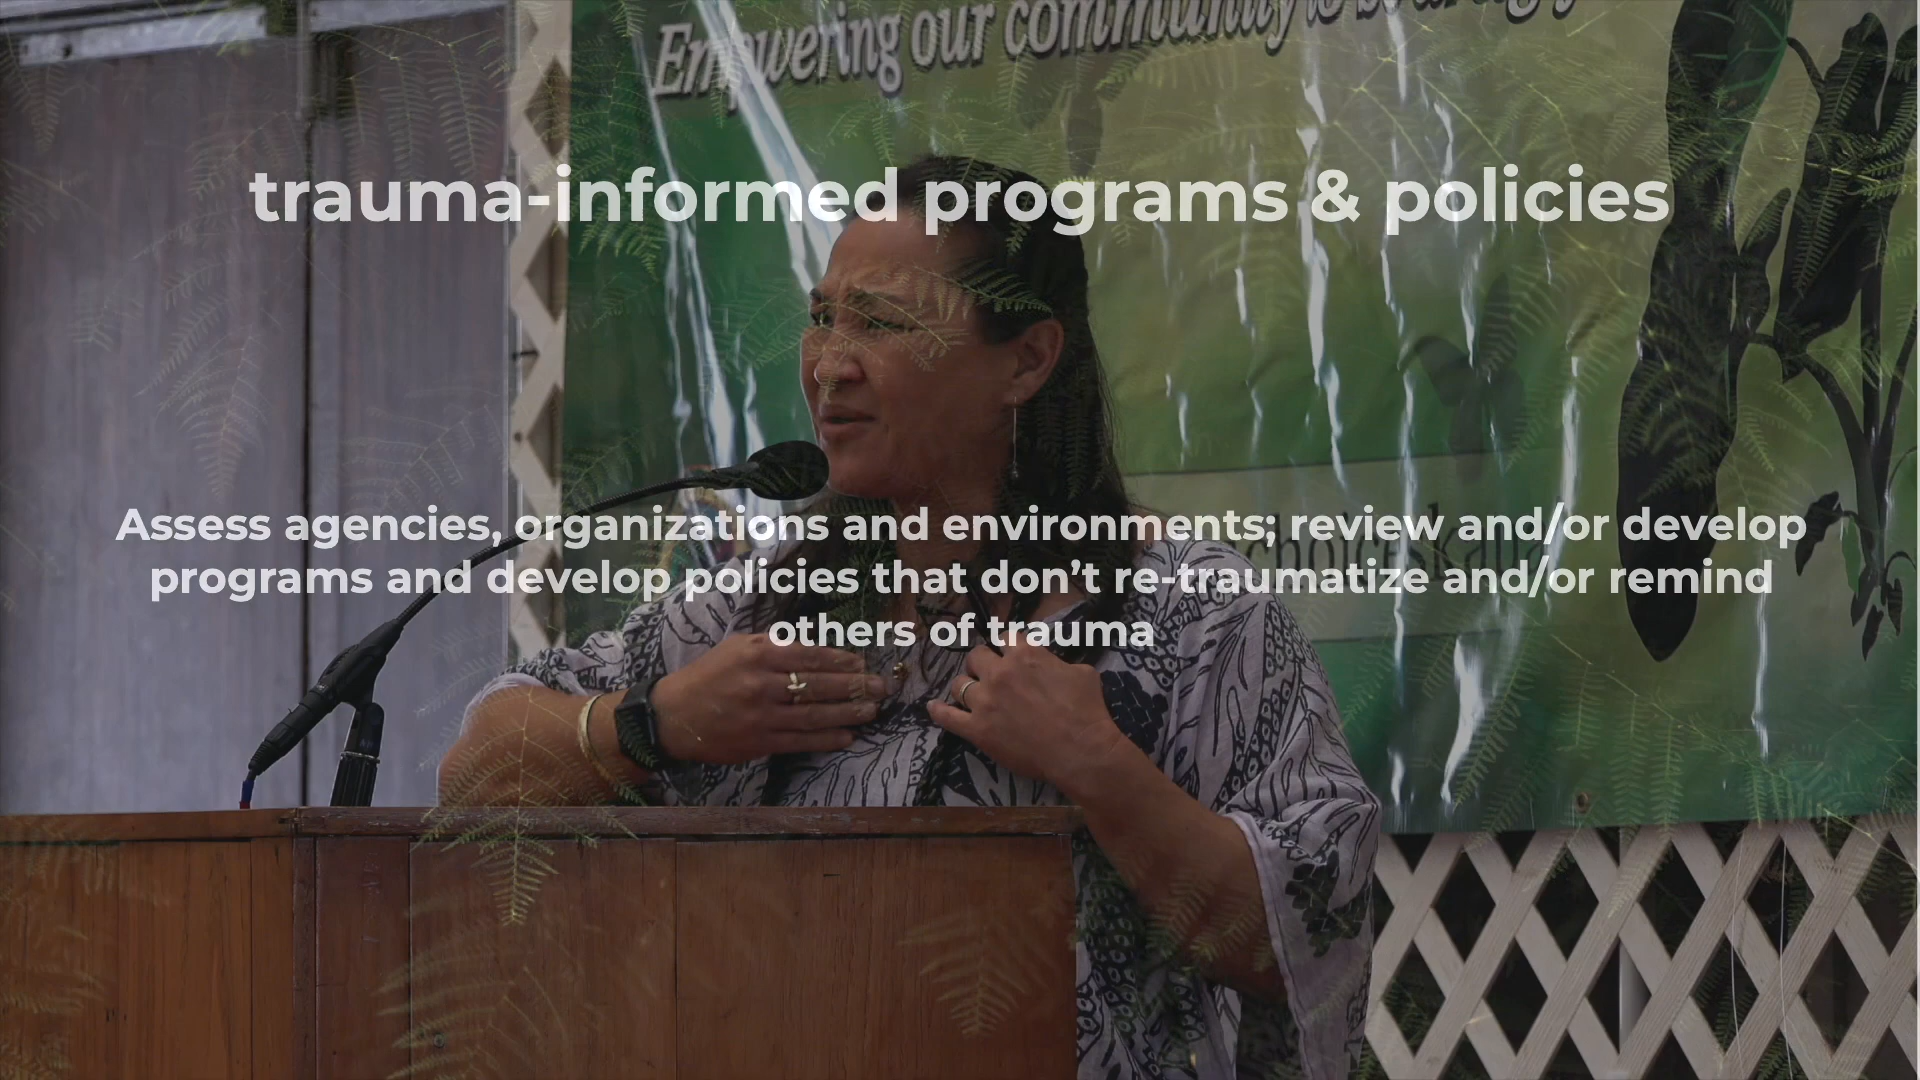 Empowering our community to
trauma-informed programs & policies
Assess agencies, organizations and environments; review and/or develop
programs and develop policies that don’t re-traumatize and/or remind
others of trauma